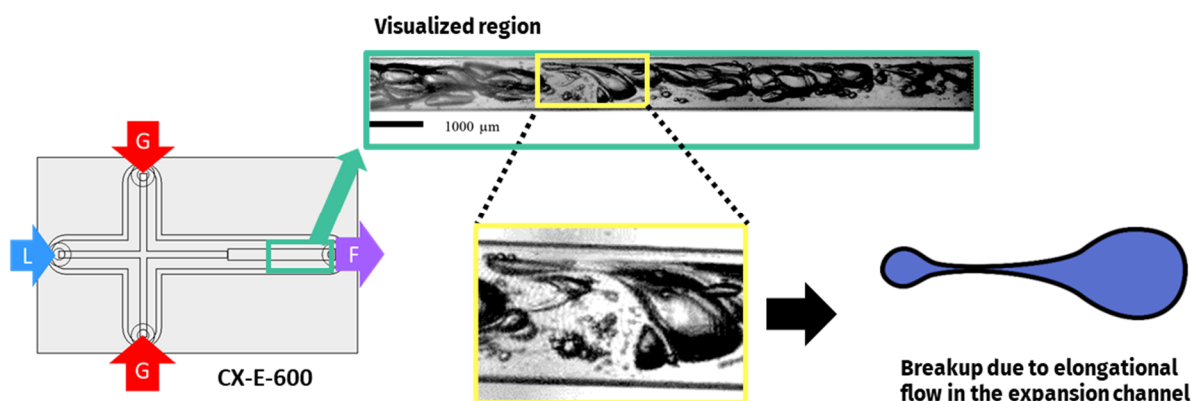 Visualized region
1000 µm
G
L
F
G
CX-E-600
Breakup due to elongational
flow in the expansion channel